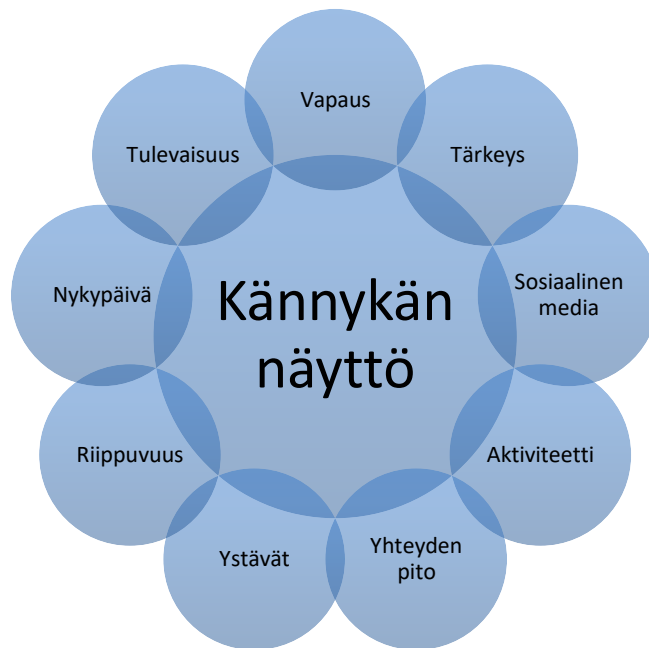 Vapaus
Tärkeys
Sosiaalinen
media
Aktiviteetti
Yhteyden
pito
Ystävät
Riippuvuus
Nykypäivä
Tulevaisuus
Kännykän
näyttö